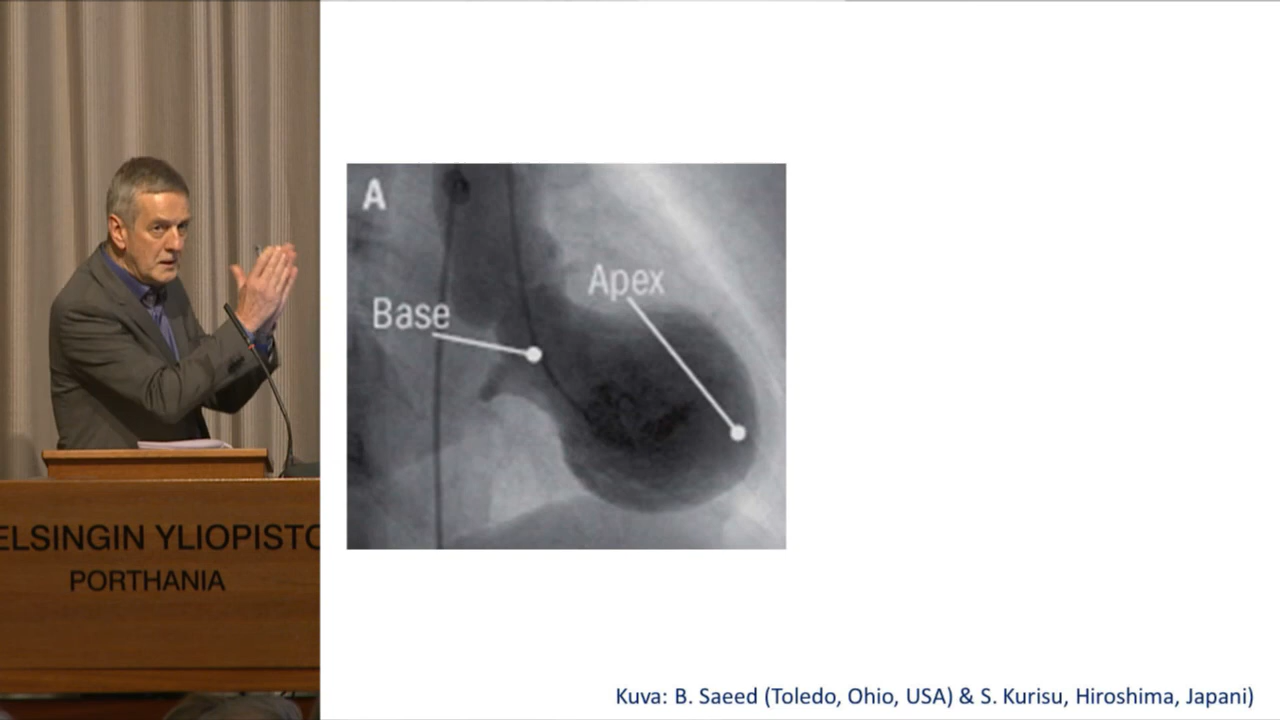 ELSINGIN YLIOPISTO
PORTHANIA
A
Apex
Base
Kuva: B. Saeed (Toledo, Ohio, USA) & S. Kurisu, Hiroshima, Japani)